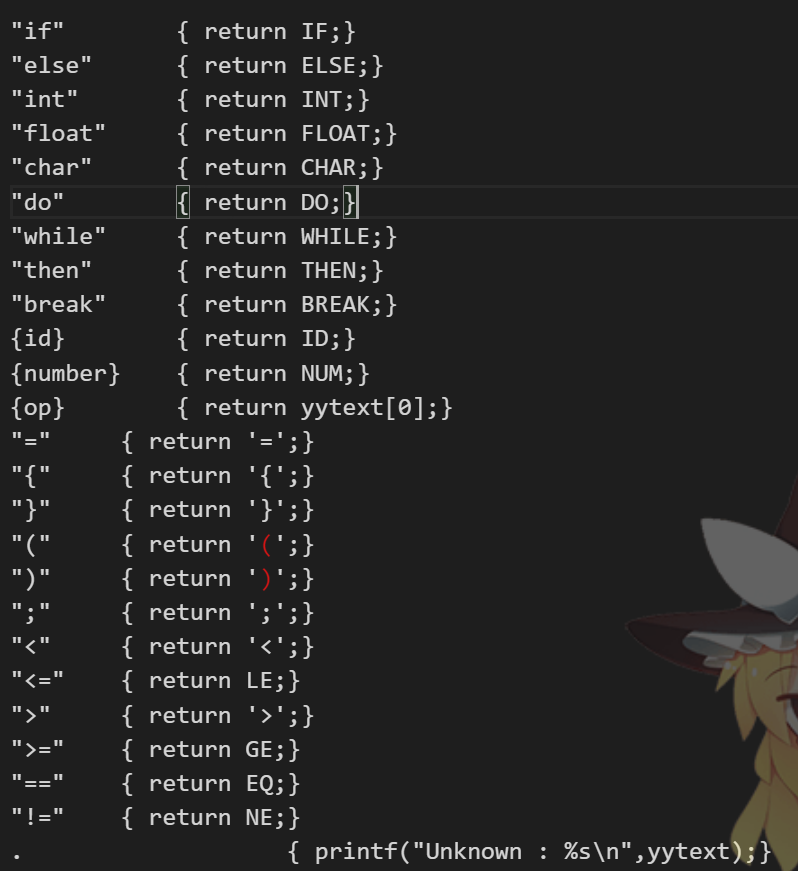 "if"        { return IF;}
"else"      { return ELSE;}
"int"       { return INT;}
"float"     { return FLOAT;}
"char"      { return CHAR;}
"do"        { return DO;}
"while"     { return WHILE;}
"then"      { return THEN;}
"break"     { return BREAK;}
{id}        { return ID;}
{number}    { return NUM;}
{op}        { return yytext[0];}
"="     { return '=';}
"{"     { return '{';}
"}"     { return '}';}
"("     { return '(';}
")"     { return ')';}
";"     { return ';';}
"<"     { return '<';}
"<="    { return LE;}
">"     { return '>';}
">="    { return GE;}
"=="    { return EQ;}
"!="    { return NE;}
.                   { printf("Unknown : %s\n",yytext);}